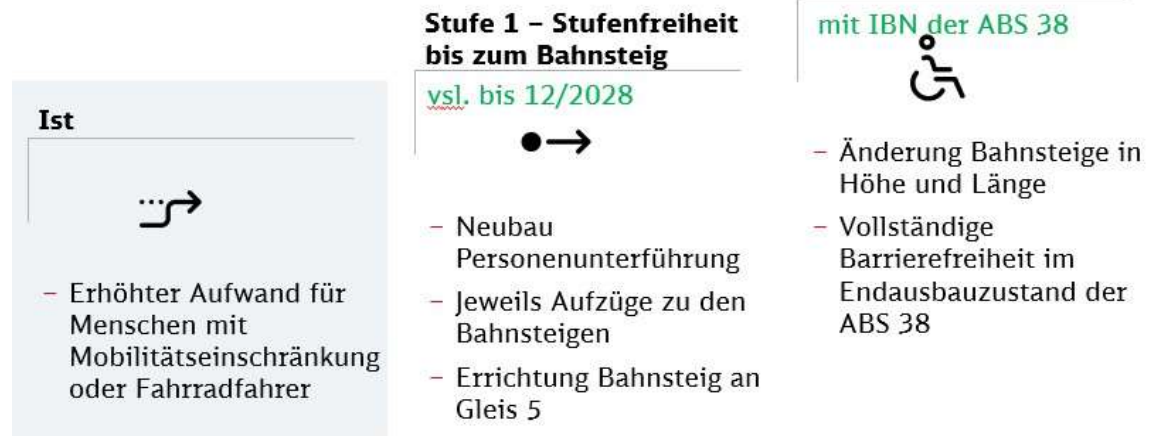 Ist
– Erhöhter Aufwand für
Menschen mit
Mobilitätseinschränkung
oder Fahrradfahrer
Stufe 1 – Stufenfreiheit
bis zum Bahnsteig
vsl. bis 12/2028
– Neubau
Personenunterführung
– Jeweils Aufzüge zu den
Bahnsteigen
– Errichtung Bahnsteig an
Gleis 5
mit IBN der ABS 38
– Änderung Bahnsteige in
Höhe und Länge
– Vollständige
Barrierefreiheit im
Endausbauzustand der
ABS 38